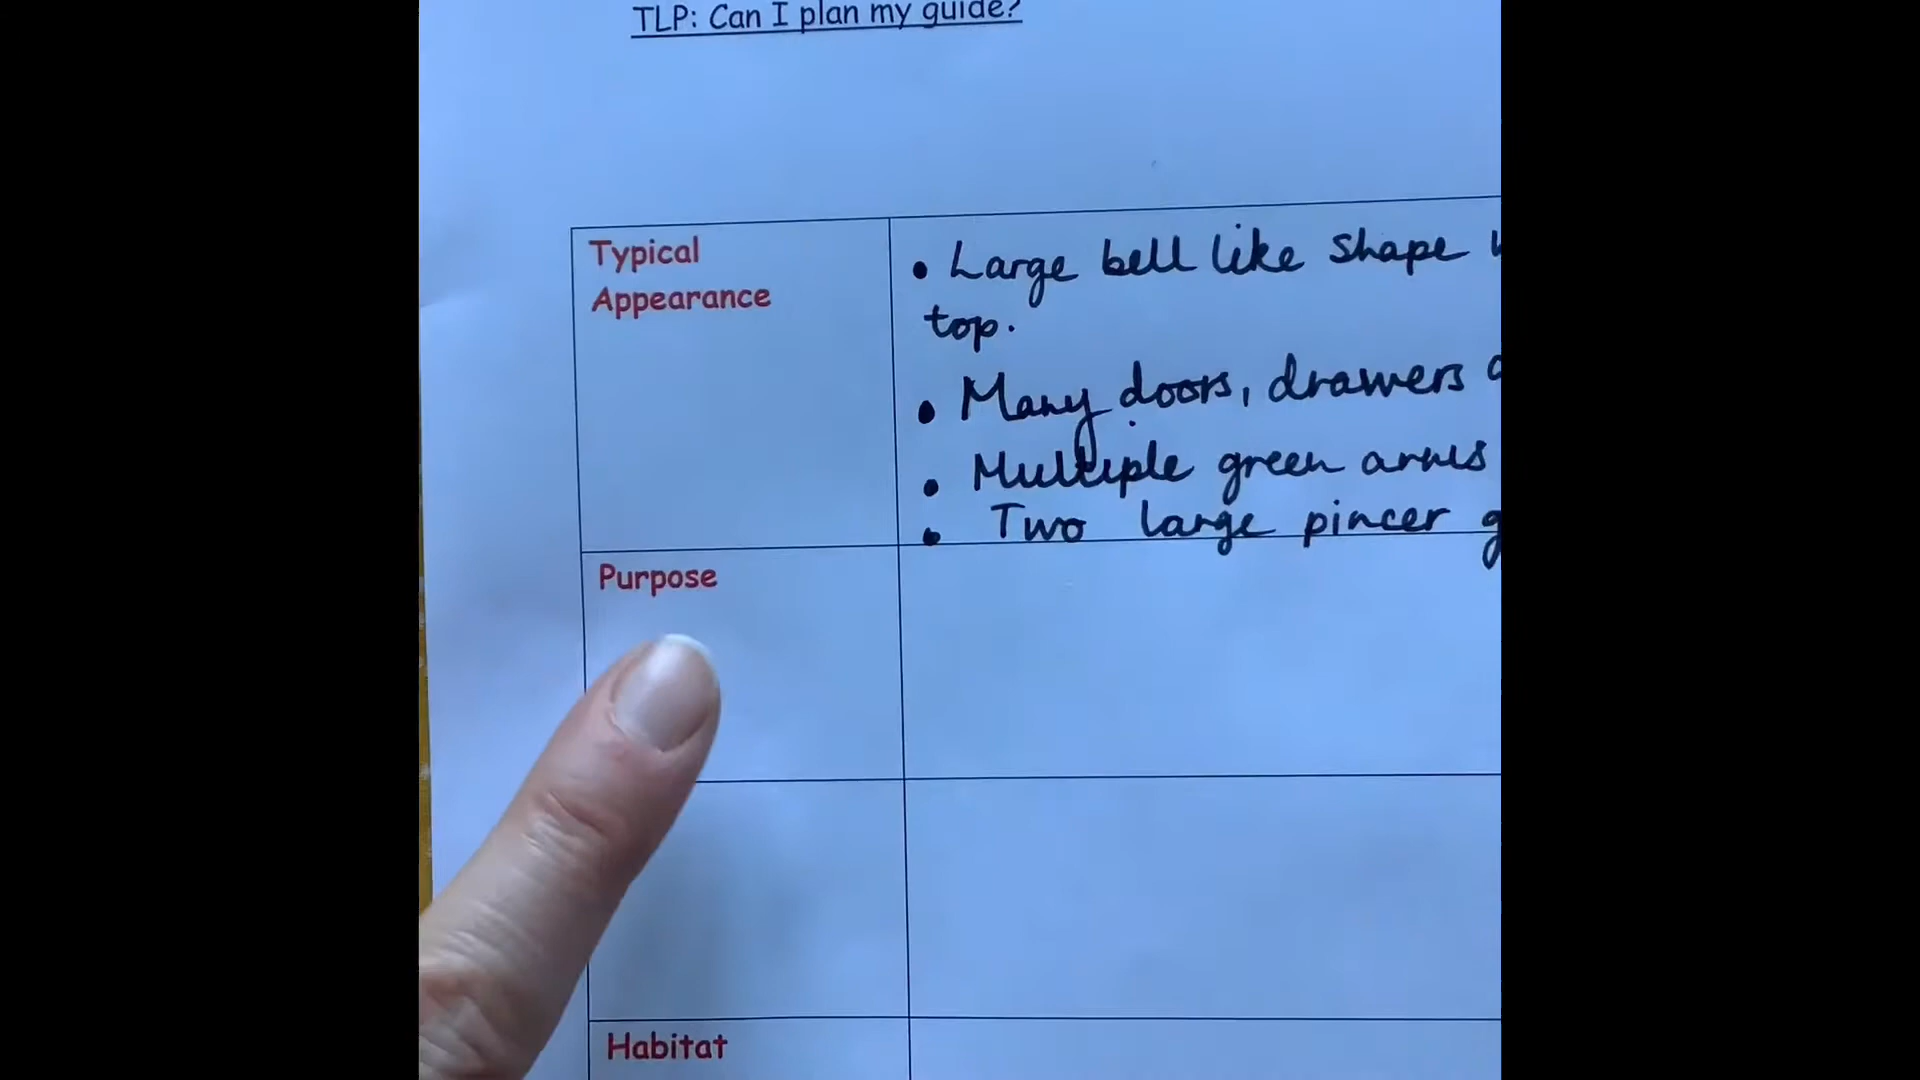 TLP: Can I plan my guide?
Typical
Appearance
• Large bell like shape
top.
• Many doors, drawers
• Multiple green arms
• Two large pincer
Purpose
Habitat